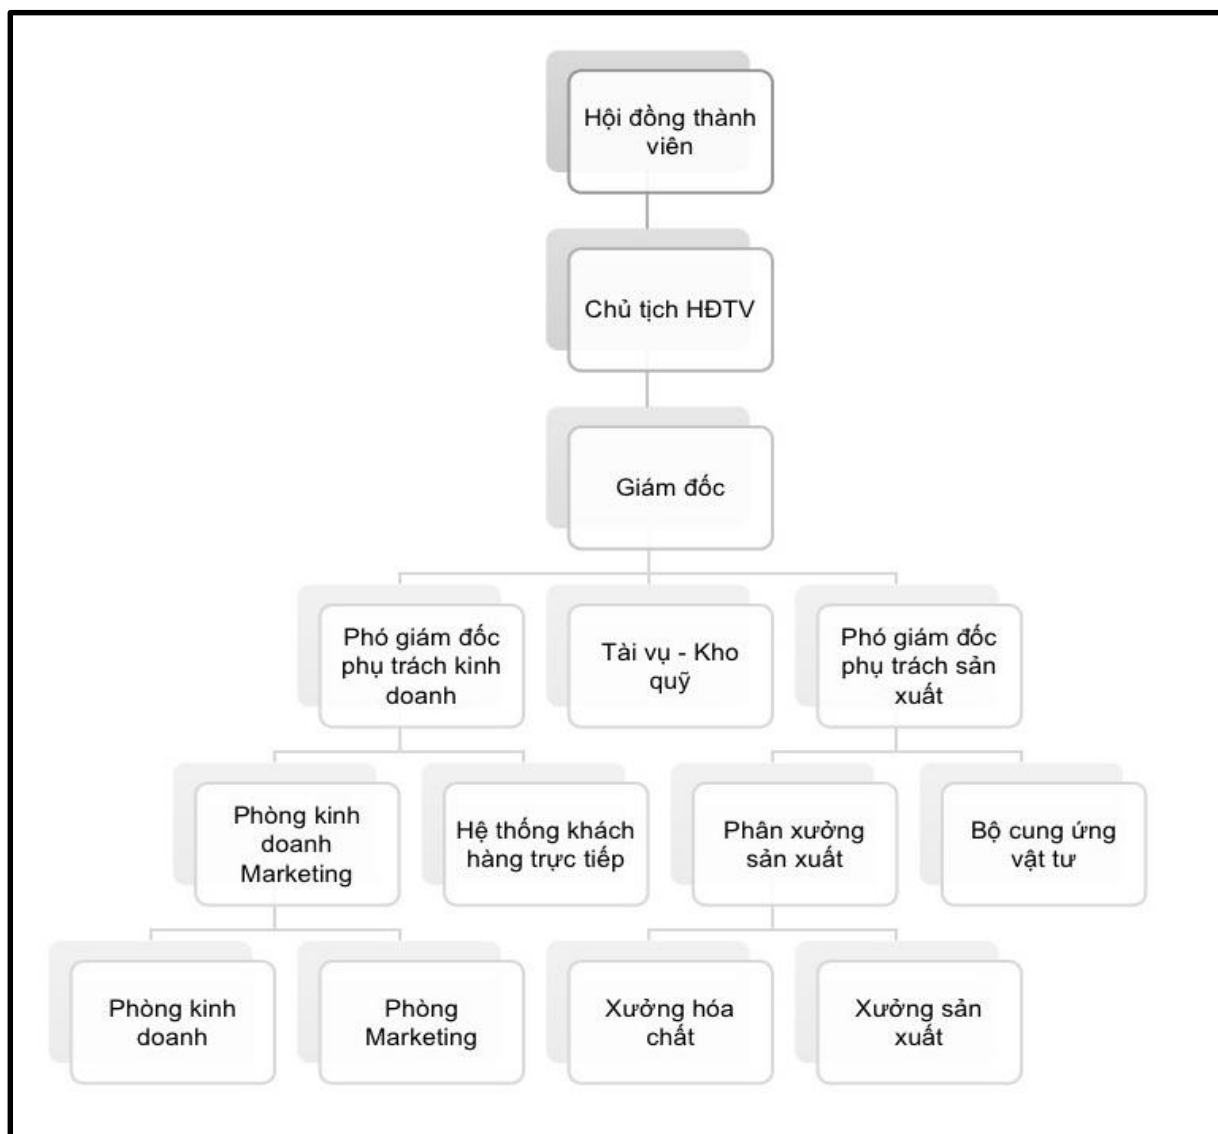 Hội đồng thành
viên
Chủ tịch HĐTV
Giám đốc
Phó giám đốc
phụ trách kinh
doanh
Tài vụ - Kho
quỹ
Phó giám đốc
phụ trách sản
xuất
Phòng kinh
doanh
Marketing
Hệ thống khách
hàng trực tiếp
Phân xưởng
sản xuất
Bộ cung ứng
vật tư
Phòng kinh
doanh
Phòng
Marketing
Xưởng hóa
chất
Xưởng sản
xuất